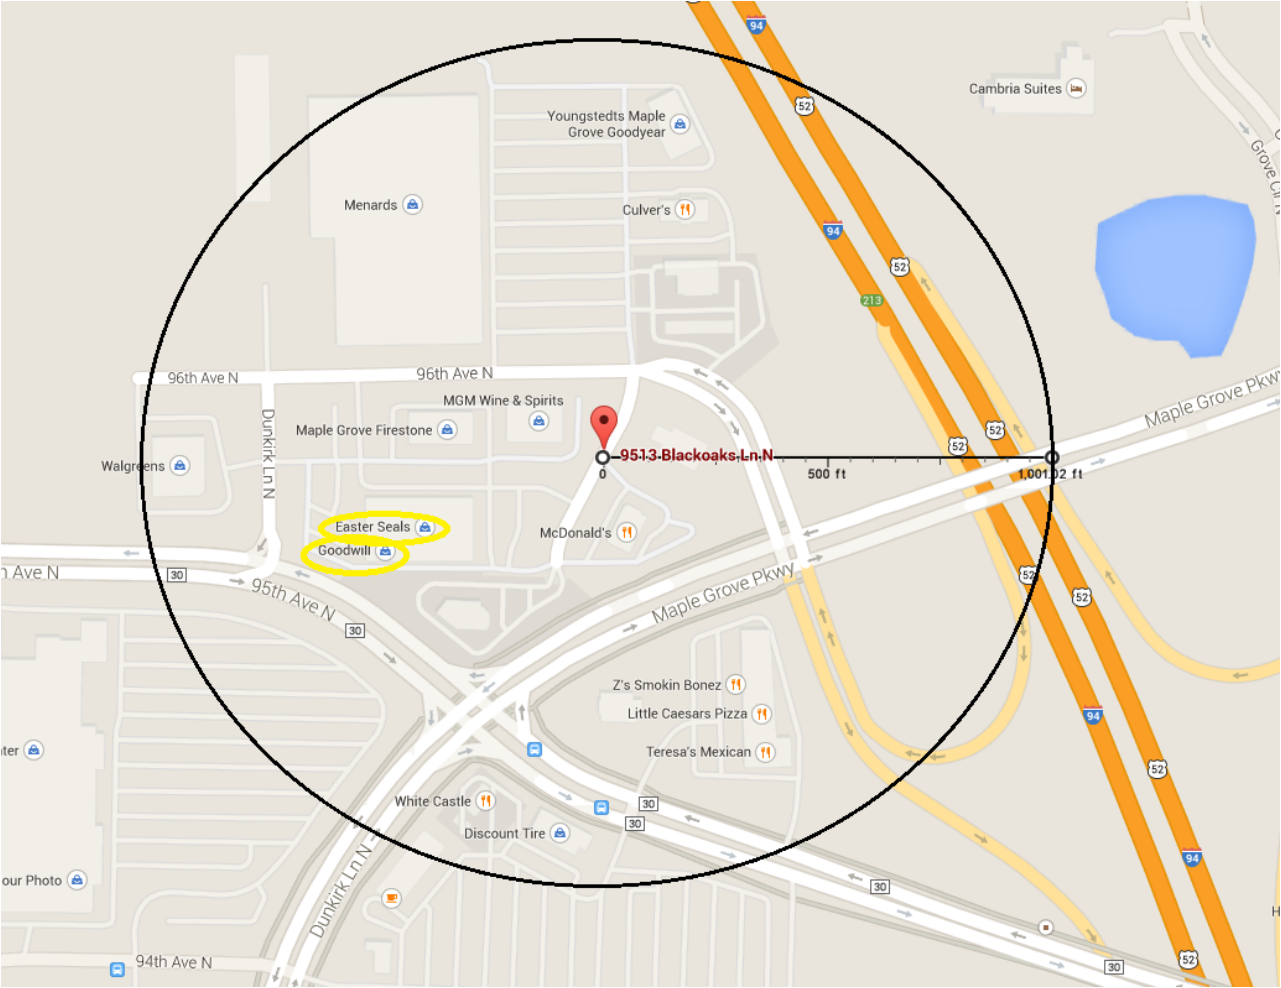 94
52
Cambria Suites
Youngstedts Maple
Grove Goodyear
Grove Cir N
Menards
Culver's
94
52
213
96th Ave N
96th Ave N
MGM Wine & Spirits
Maple Grove Pkwy
Dunkirk Ln N
Maple Grove Firestone
52
52
Walgreens
9513 Blackoaks Ln N
0
500 ft
1,001.02 ft
Easter Seals
McDonald's
Goodwill
n Ave N
30
95th Ave N
Maple Grove Pkwy
52
52
30
Z's Smokin Bonez
Little Caesars Pizza
94
Teresa's Mexican
ter
52
White Castle
30
30
Discount Tire
94
our Photo
30
Dunkirk Ln N
H
94th Ave N
30
52